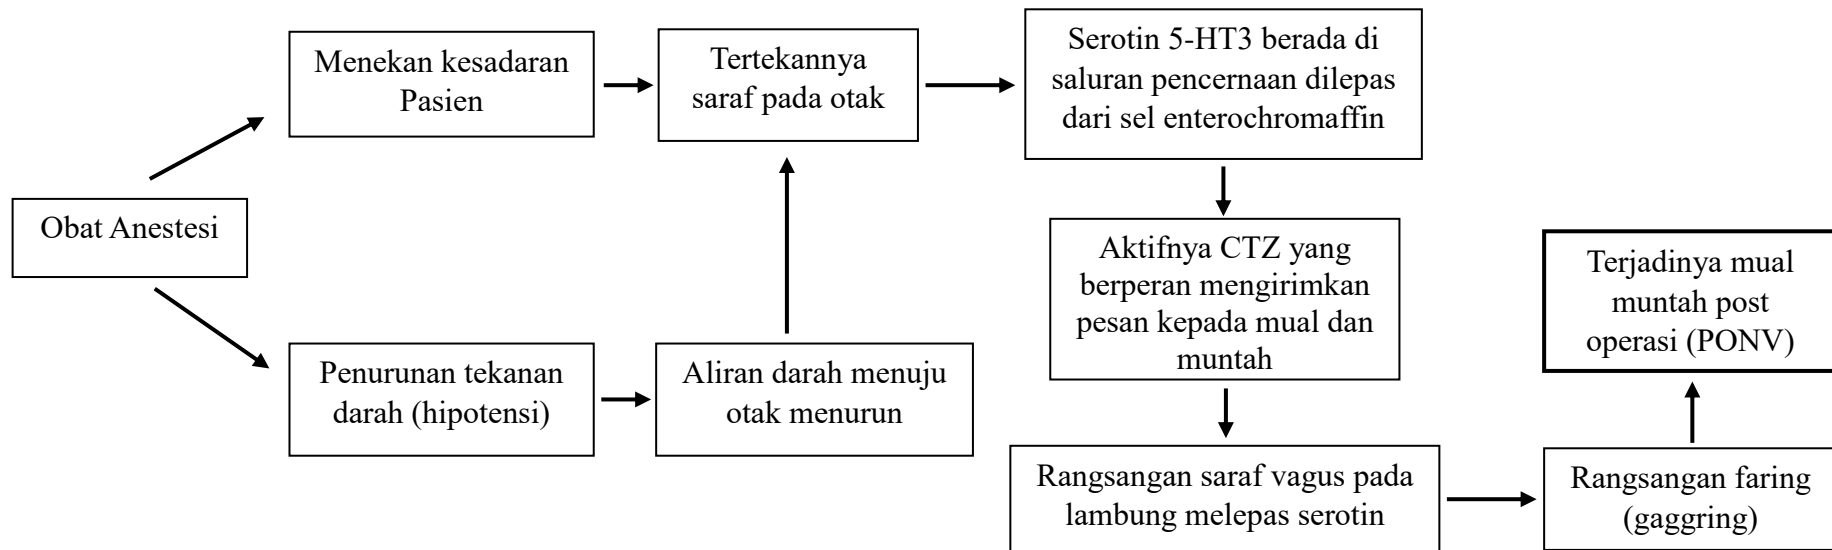 Obat Anestesi
Menekan kesadaran
Pasien
Tertekannya
saraf pada otak
Penurunan tekanan
darah (hipotensi)
Aliran darah menuju
otak menurun
Serotin 5-HT3 berada di
saluran pencernaan dilepas
dari sel enterochromaffin
Aktifnya CTZ yang
berperan mengirimkan
pesan kepada mual dan
muntah
Rangsangan saraf vagus pada
lambung melepas serotin
Rangsangan faring
(gaggring)
Terjadinya mual
muntah post
operasi (PONV)